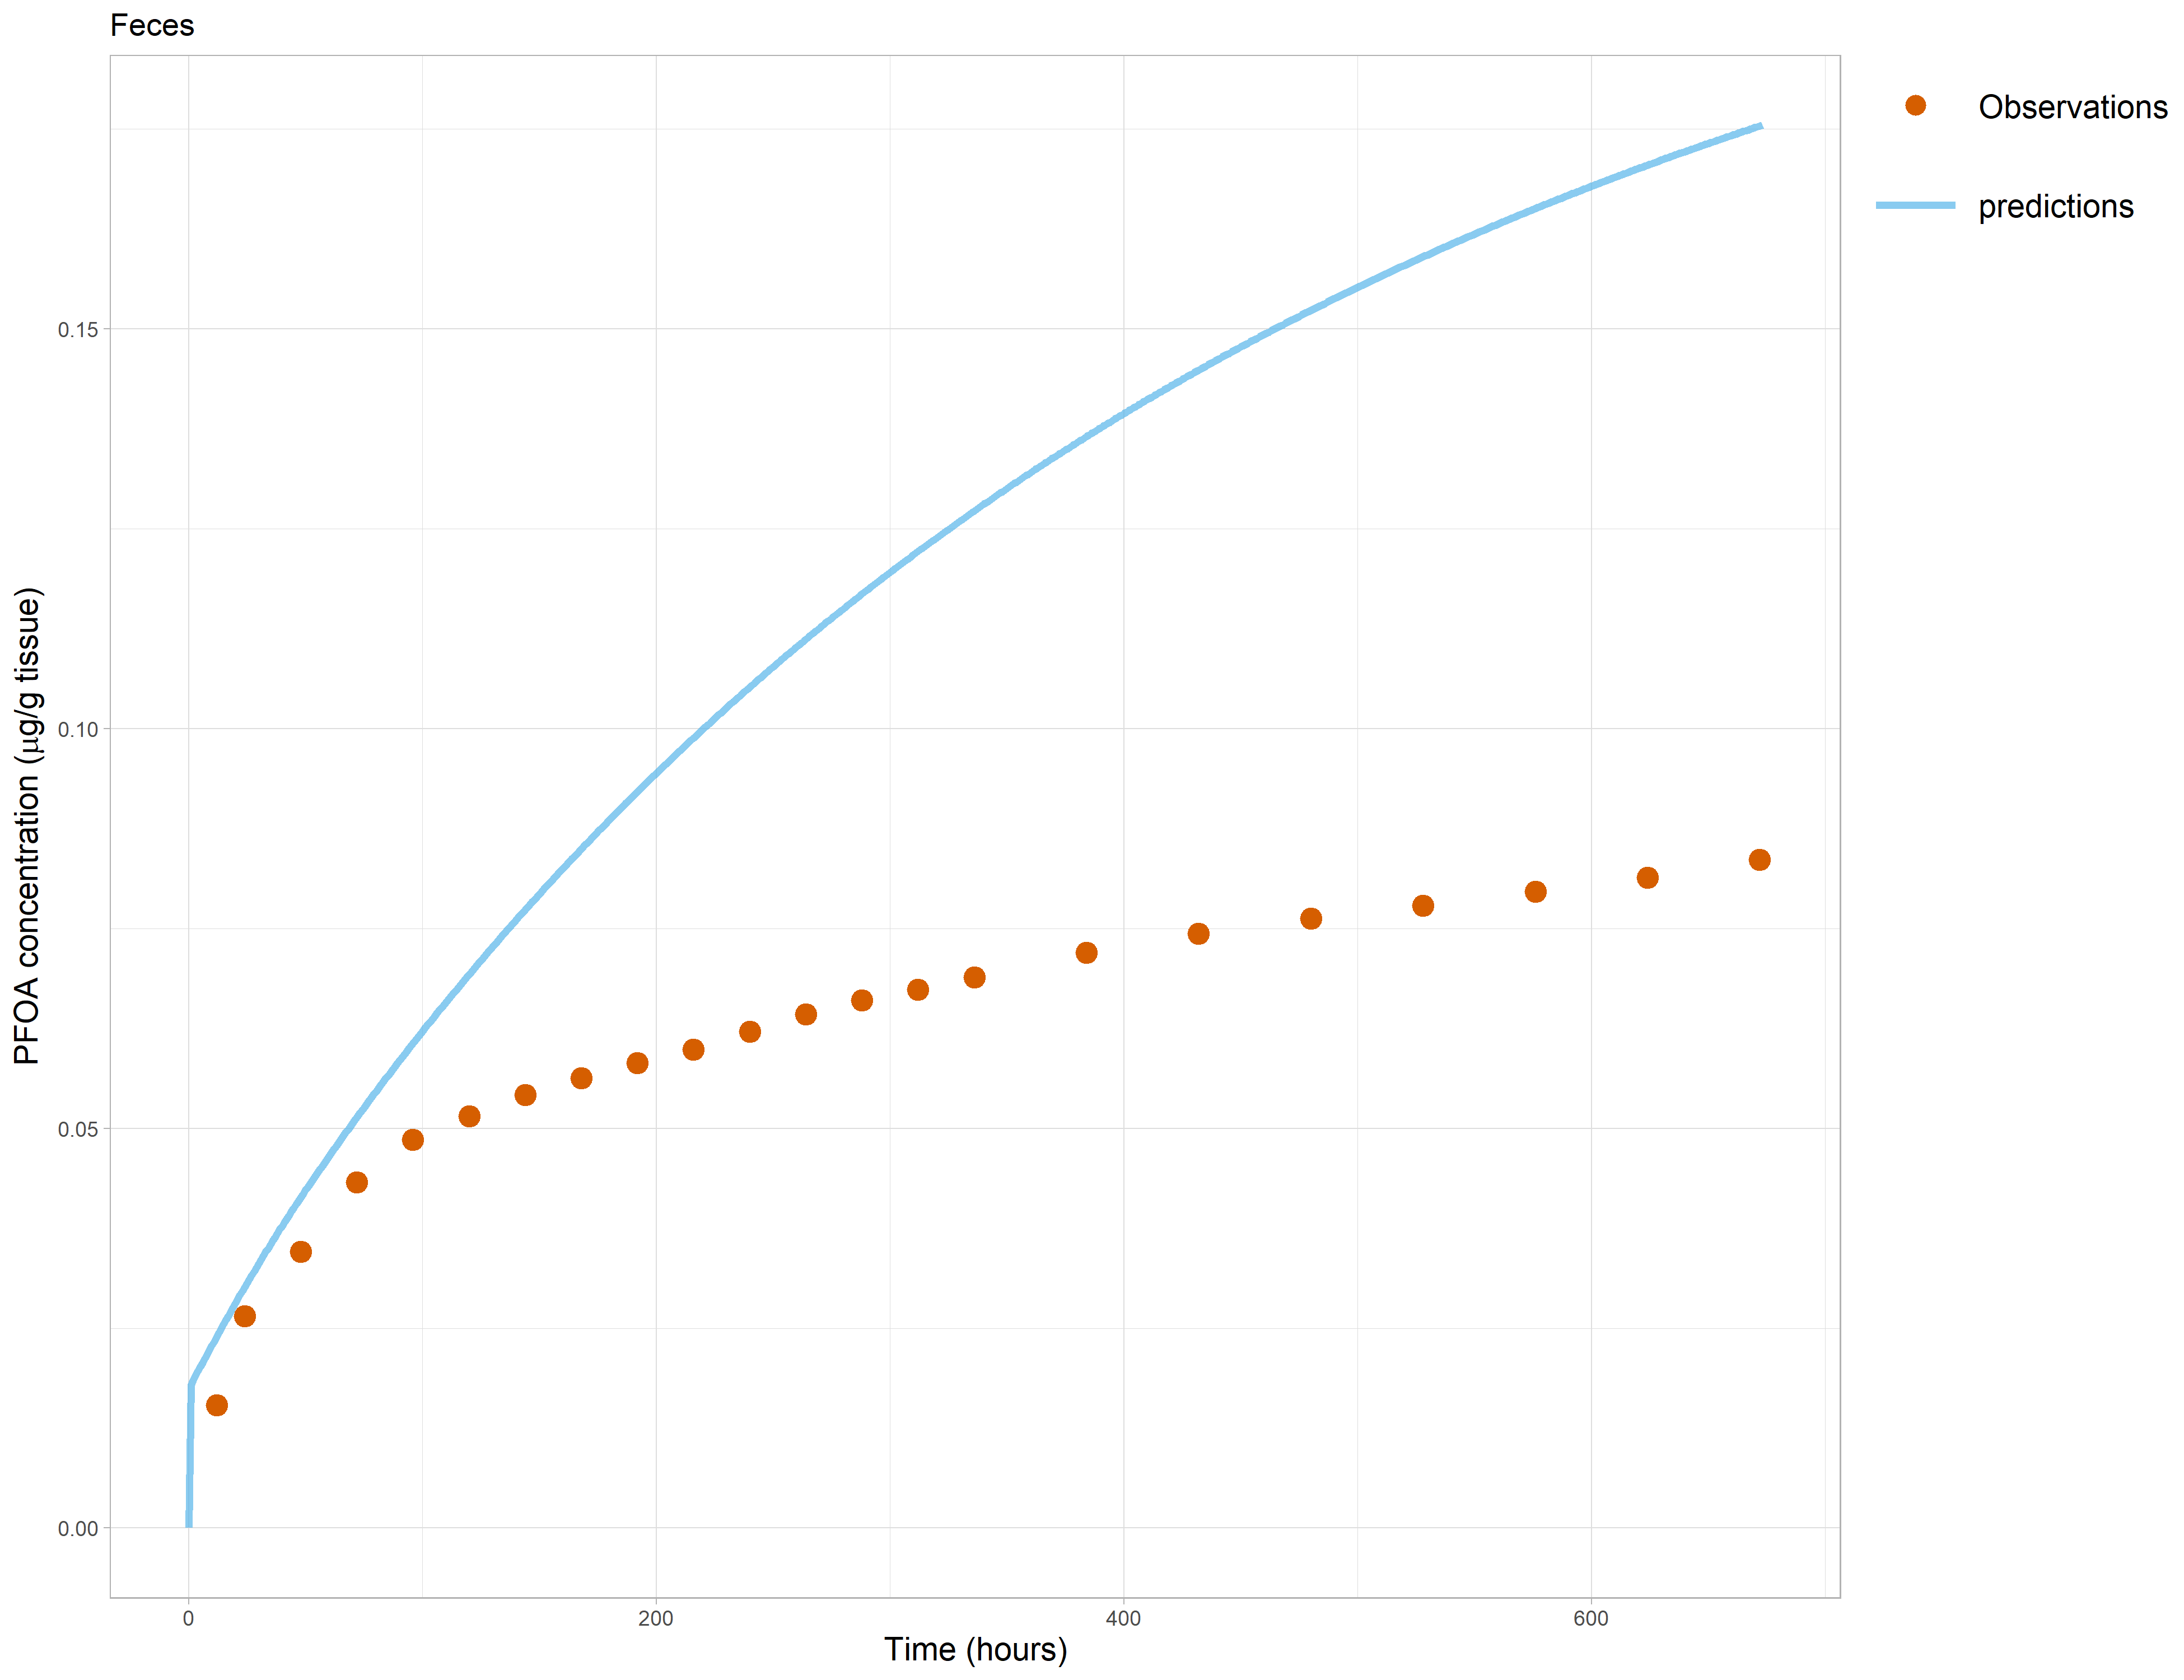 Feces
Observations
predictions
PFOA concentration (μg/g tissue)
0.15
0.10
0.05
0.00
0 200 400 600
Time (hours)